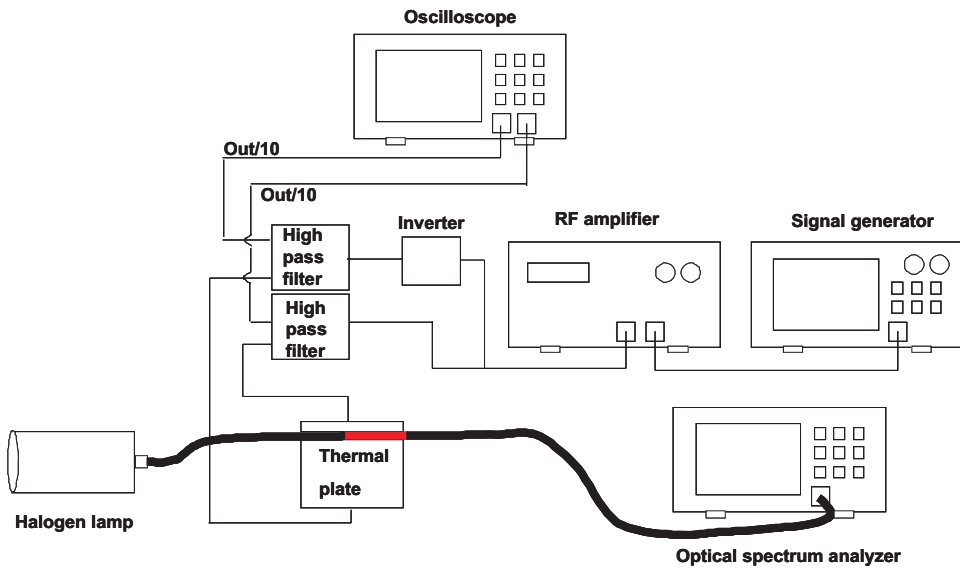 Oscilloscope
Out/10
Out/10
High
pass
filter
Inverter
RF amplifier
Signal generator
High
pass
filter
Thermal
plate
Halogen lamp
Optical spectrum analyzer